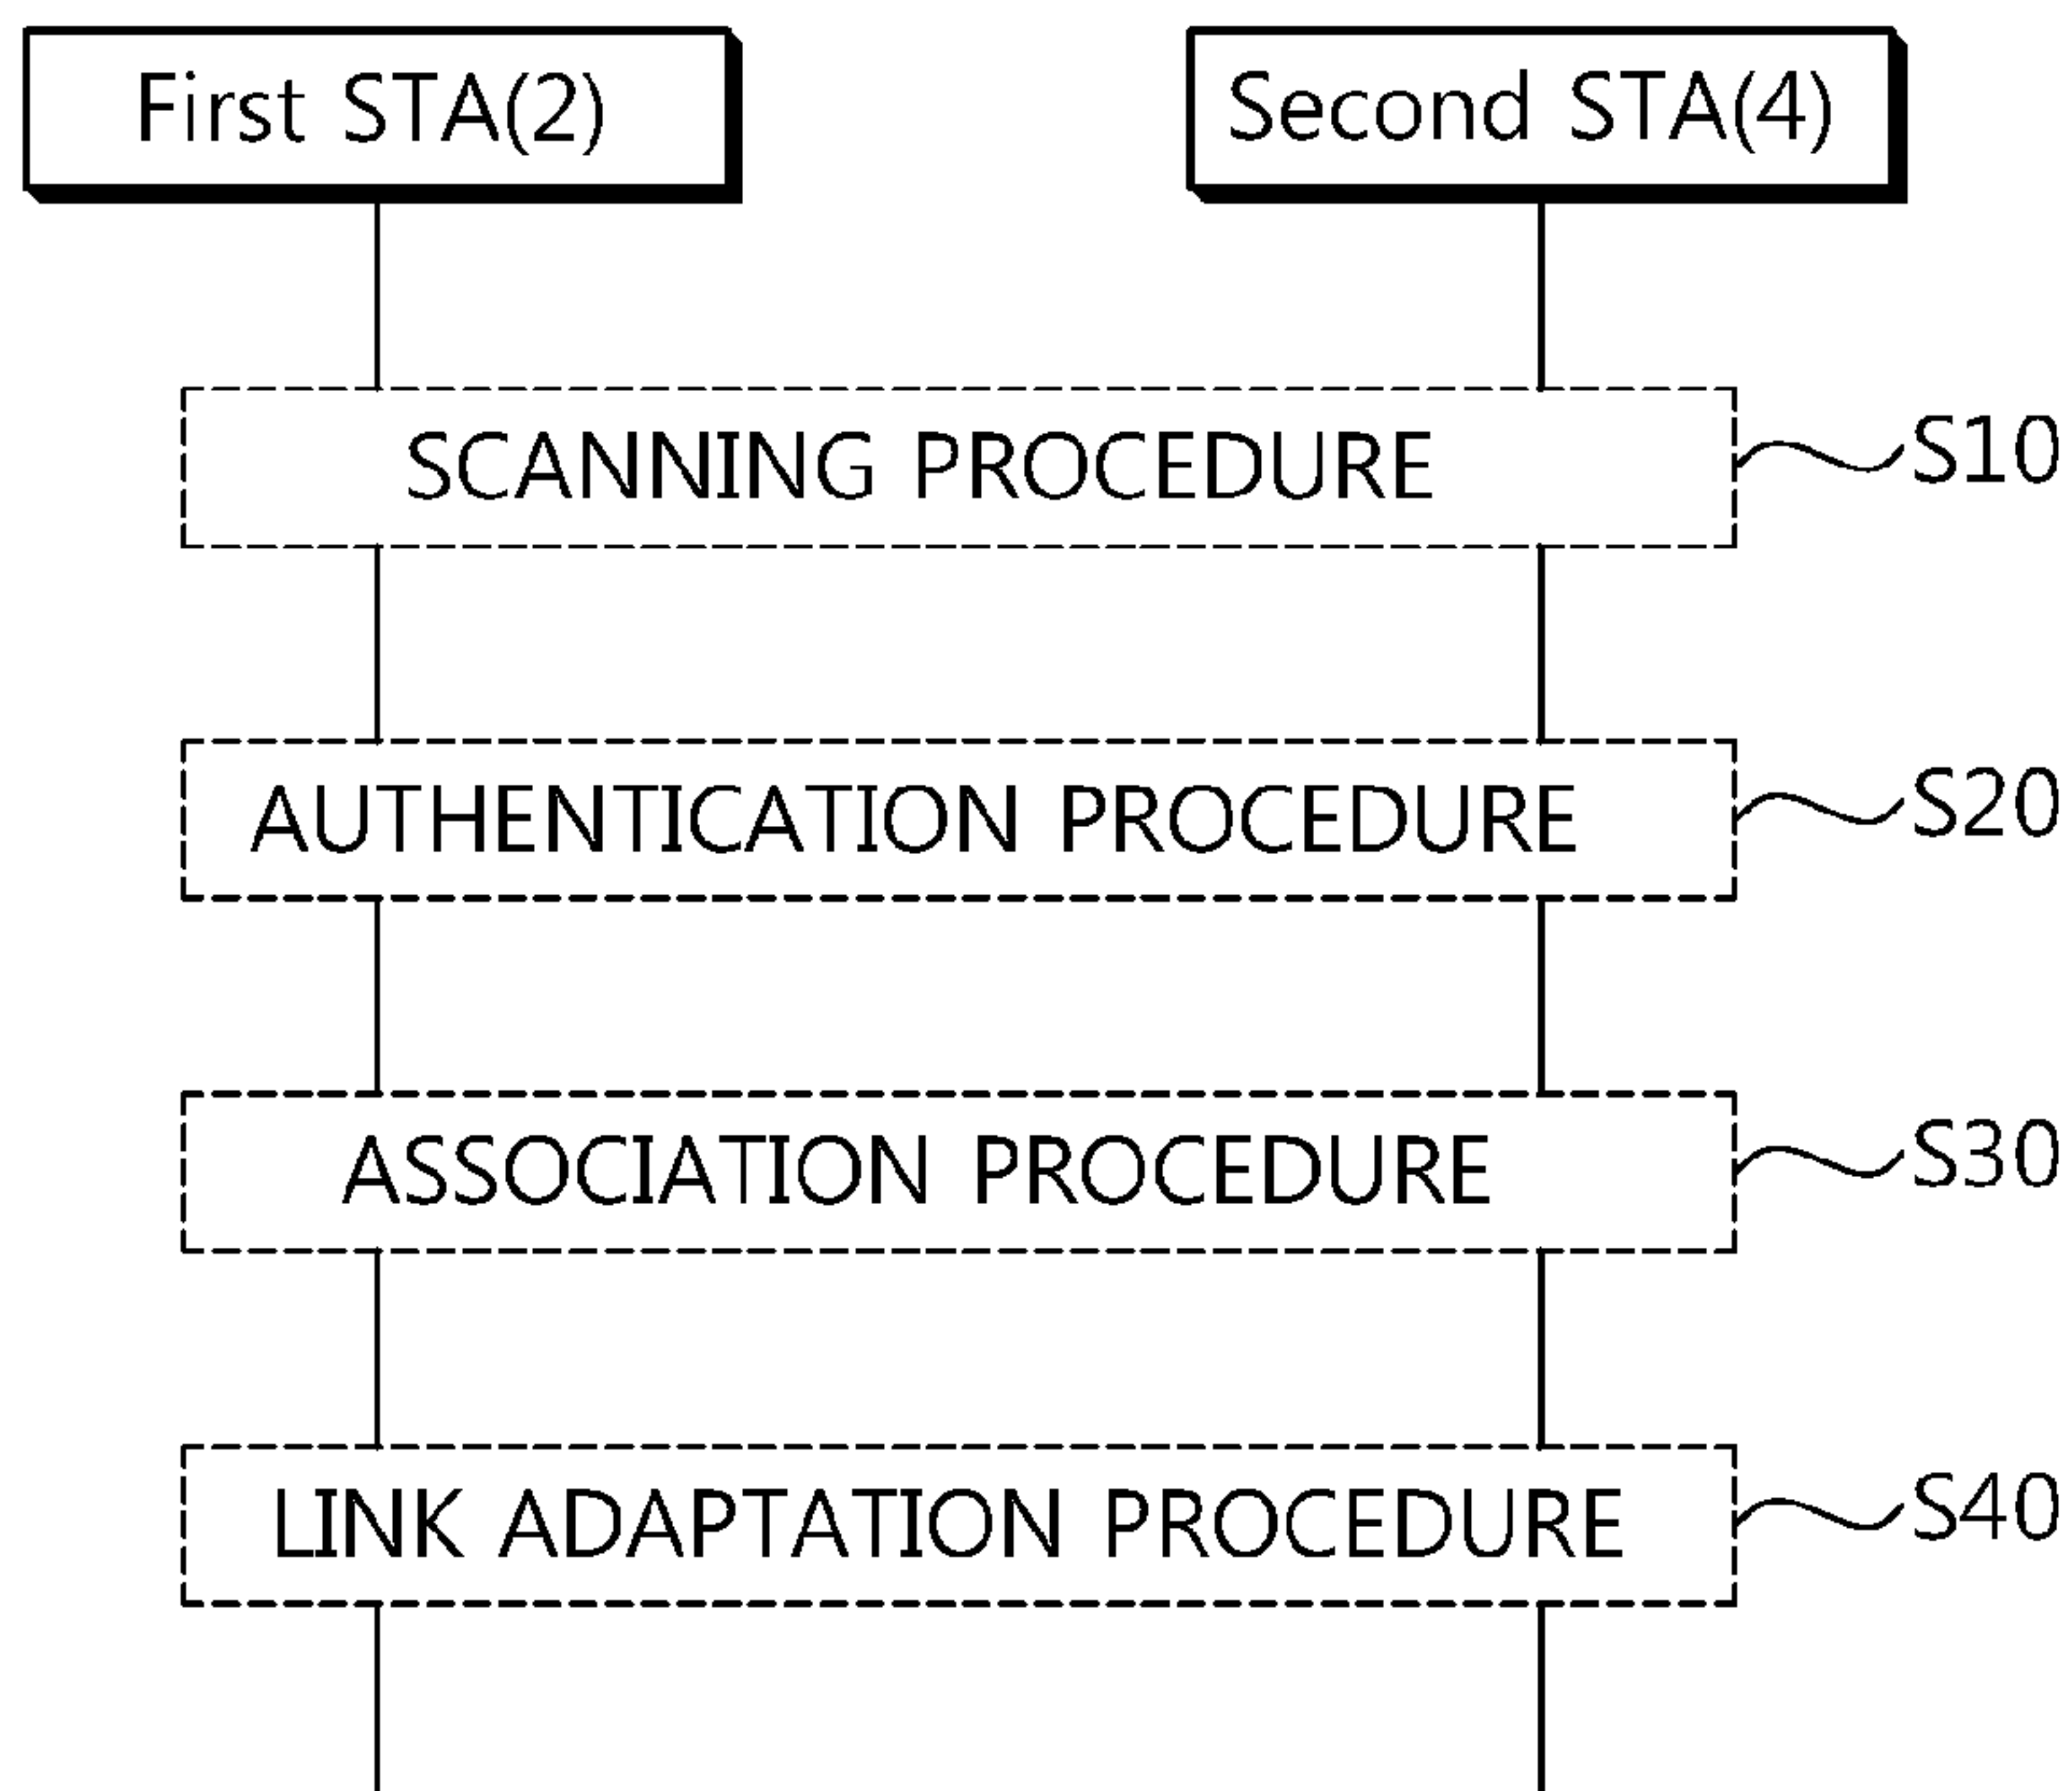 First STA(2)
Second STA(4)
SCANNING PROCEDURE
S10
AUTHENTICATION PROCEDURE
S20
ASSOCIATION PROCEDURE
S30
LINK ADAPTATION PROCEDURE
S40